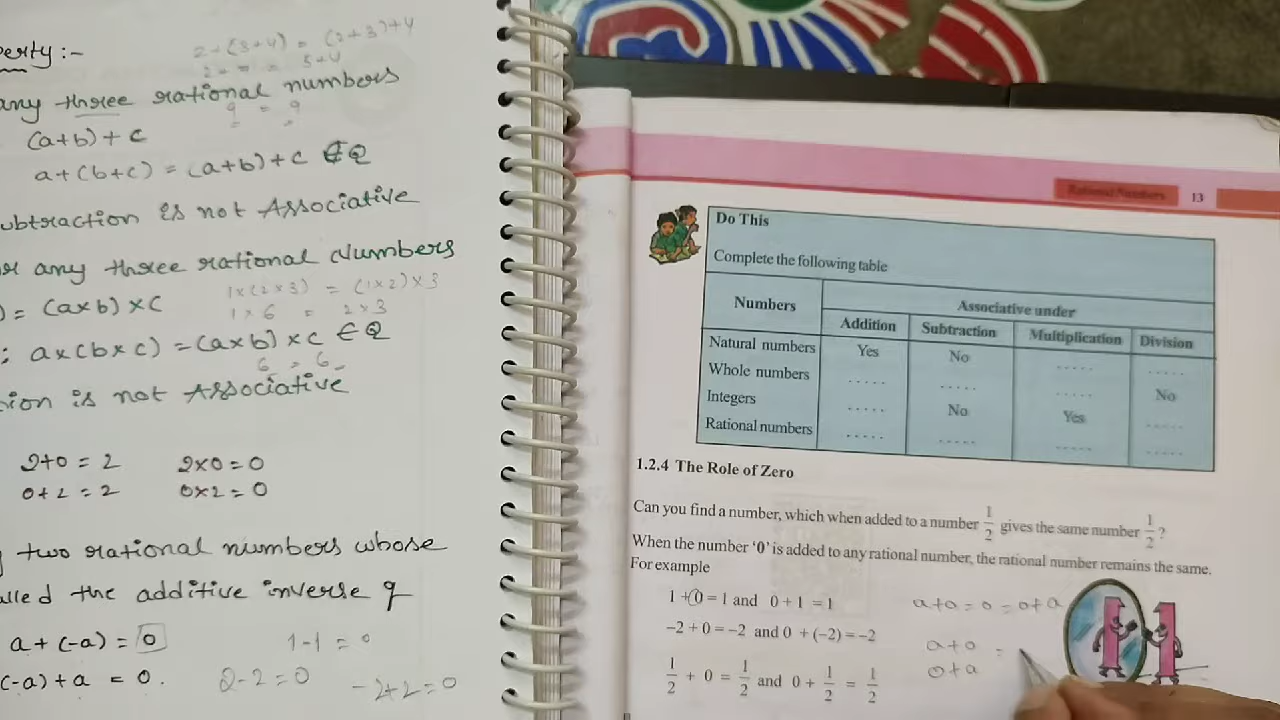 perty:-
2+(3+4) = (2+3)+4
5+4
any three rational numbers
9 = 9
(a+b)+c
a+(b+c) = (a+b)+c ∈Q
ubtraction is not Associative
any three rational Numbers
1×(2×3) = (1×2)×3
) = (a×b)×c
1×6 = 2×3
; a×(b×c) = (a×b)×c ∈Q
6 = 6
ion is not Associative
2+0 = 2 2×0 = 0
0+2 = 2 0×2 = 0
two rational numbers whose
lled the additive inverse of
a+(-a) = 0 1-1 = 0
(-a)+a = 0. 2-2=0 -2+2=0
Rational Numbers 13
Do This
Complete the following table
Numbers Associative under
Addition Subtraction Multiplication Division
Natural numbers Yes No ..... .....
Whole numbers ..... ..... ..... No
Integers ..... No Yes .....
Rational numbers ..... ..... ..... .....
1.2.4 The Role of Zero
Can you find a number, which when added to a number 1/2 gives the same number 1/2?
When the number '0' is added to any rational number, the rational number remains the same.
For example
1+0=1 and 0+1=1
a+0=0=0+a
-2+0=-2 and 0+(-2)=-2
a+0 =
0+a
1/2 + 0 = 1/2 and 0 + 1/2 = 1/2